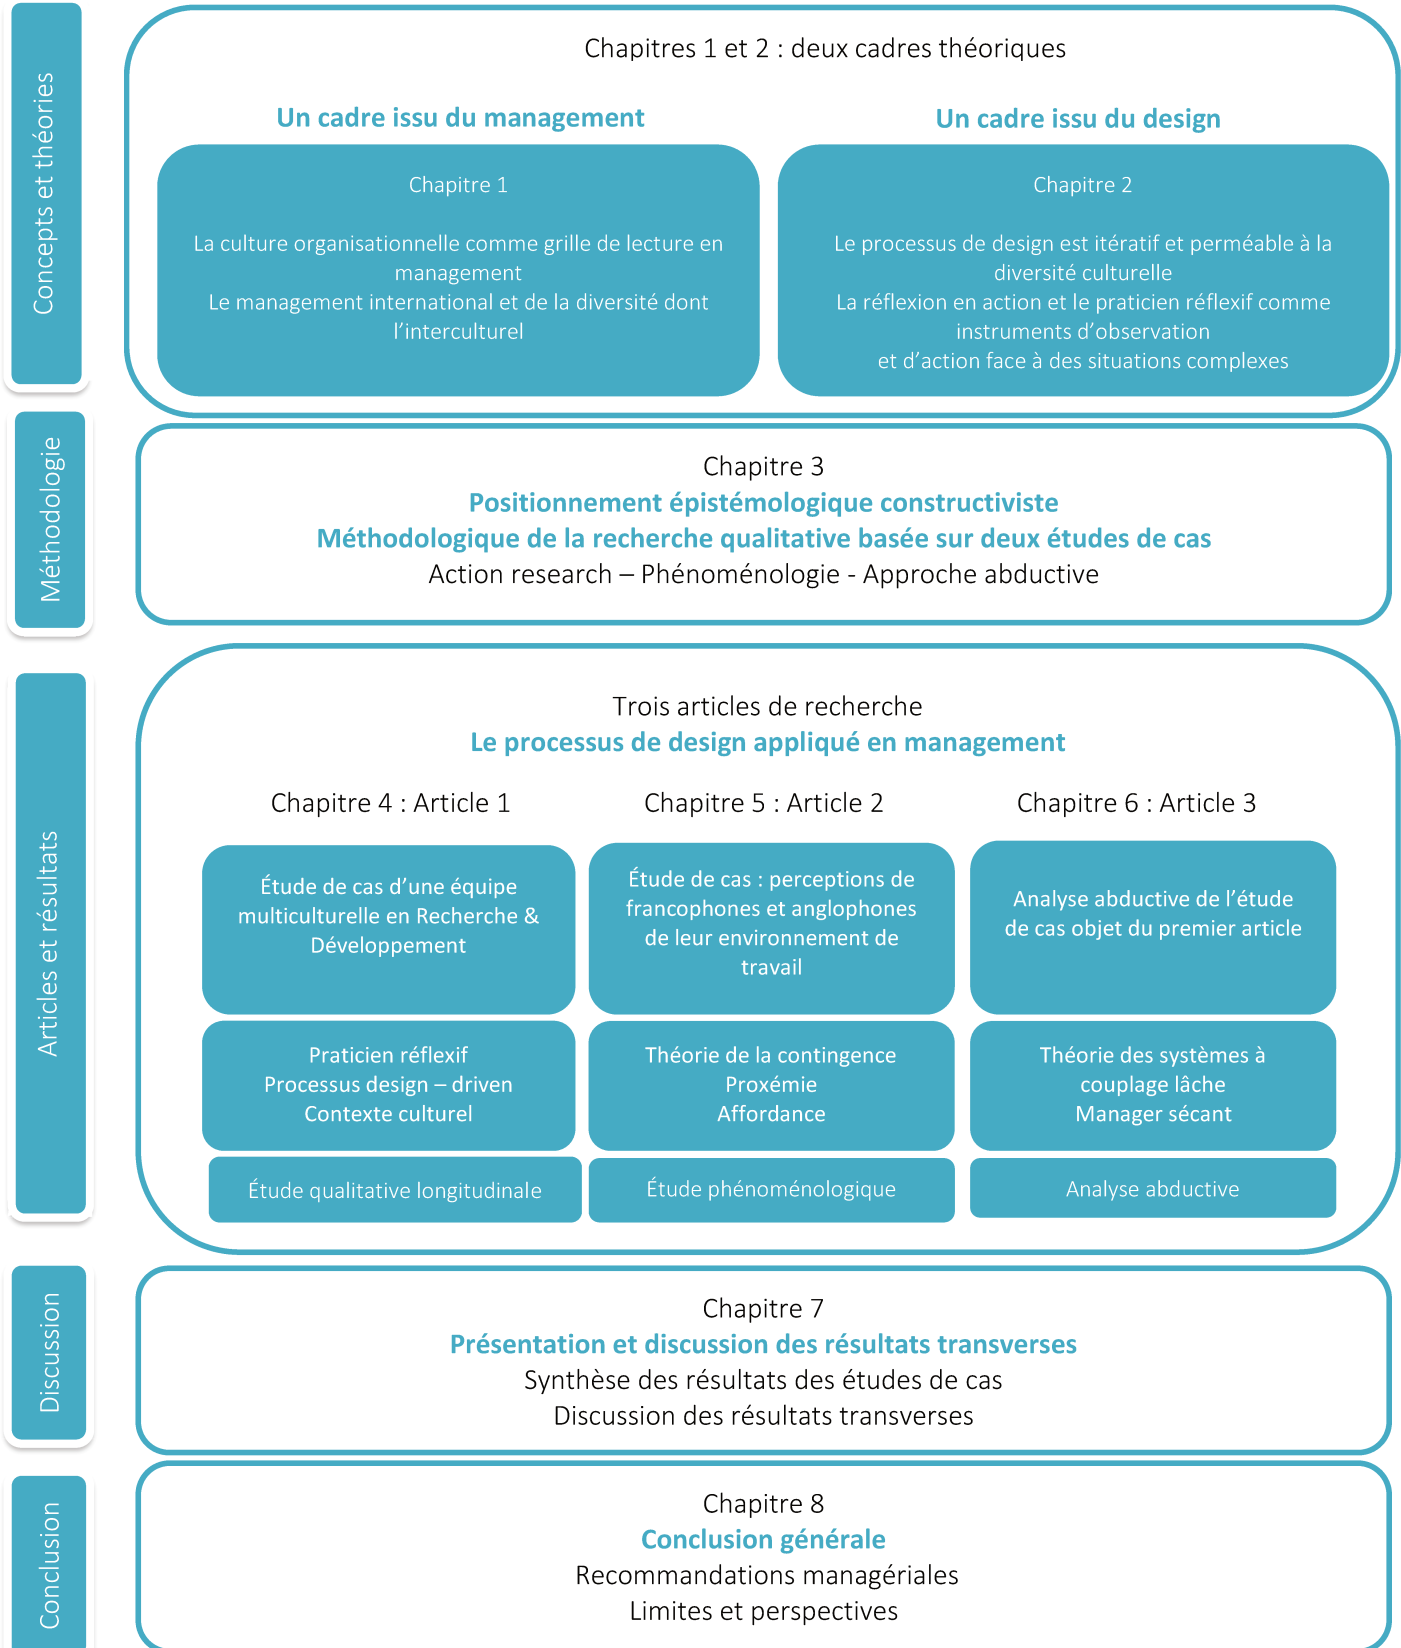 Concepts et théories
Chapitres 1 et 2 : deux cadres théoriques
Un cadre issu du management
Chapitre 1
La culture organisationnelle comme grille de lecture en
management
Le management international et de la diversité dont
l’interculturel
Un cadre issu du design
Chapitre 2
Le processus de design est itératif et perméable à la
diversité culturelle
La réflexion en action et le praticien réflexif comme
instruments d’observation
et d’action face à des situations complexes
Méthodologie
Chapitre 3
Positionnement épistémologique constructiviste
Méthodologique de la recherche qualitative basée sur deux études de cas
Action research – Phénoménologie - Approche abductive
Articles et résultats
Trois articles de recherche
Le processus de design appliqué en management
Chapitre 4 : Article 1
Étude de cas d’une équipe
multiculturelle en Recherche &
Développement
Praticien réflexif
Processus design – driven
Contexte culturel
Étude qualitative longitudinale
Chapitre 5 : Article 2
Étude de cas : perceptions de
francophones et anglophones
de leur environnement de
travail
Théorie de la contingence
Proxémie
Affordance
Étude phénoménologique
Chapitre 6 : Article 3
Analyse abductive de l’étude
de cas objet du premier article
Théorie des systèmes à
couplage lâche
Manager sécant
Analyse abductive
Discussion
Chapitre 7
Présentation et discussion des résultats transverses
Synthèse des résultats des études de cas
Discussion des résultats transverses
Conclusion
Chapitre 8
Conclusion générale
Recommandations managériales
Limites et perspectives